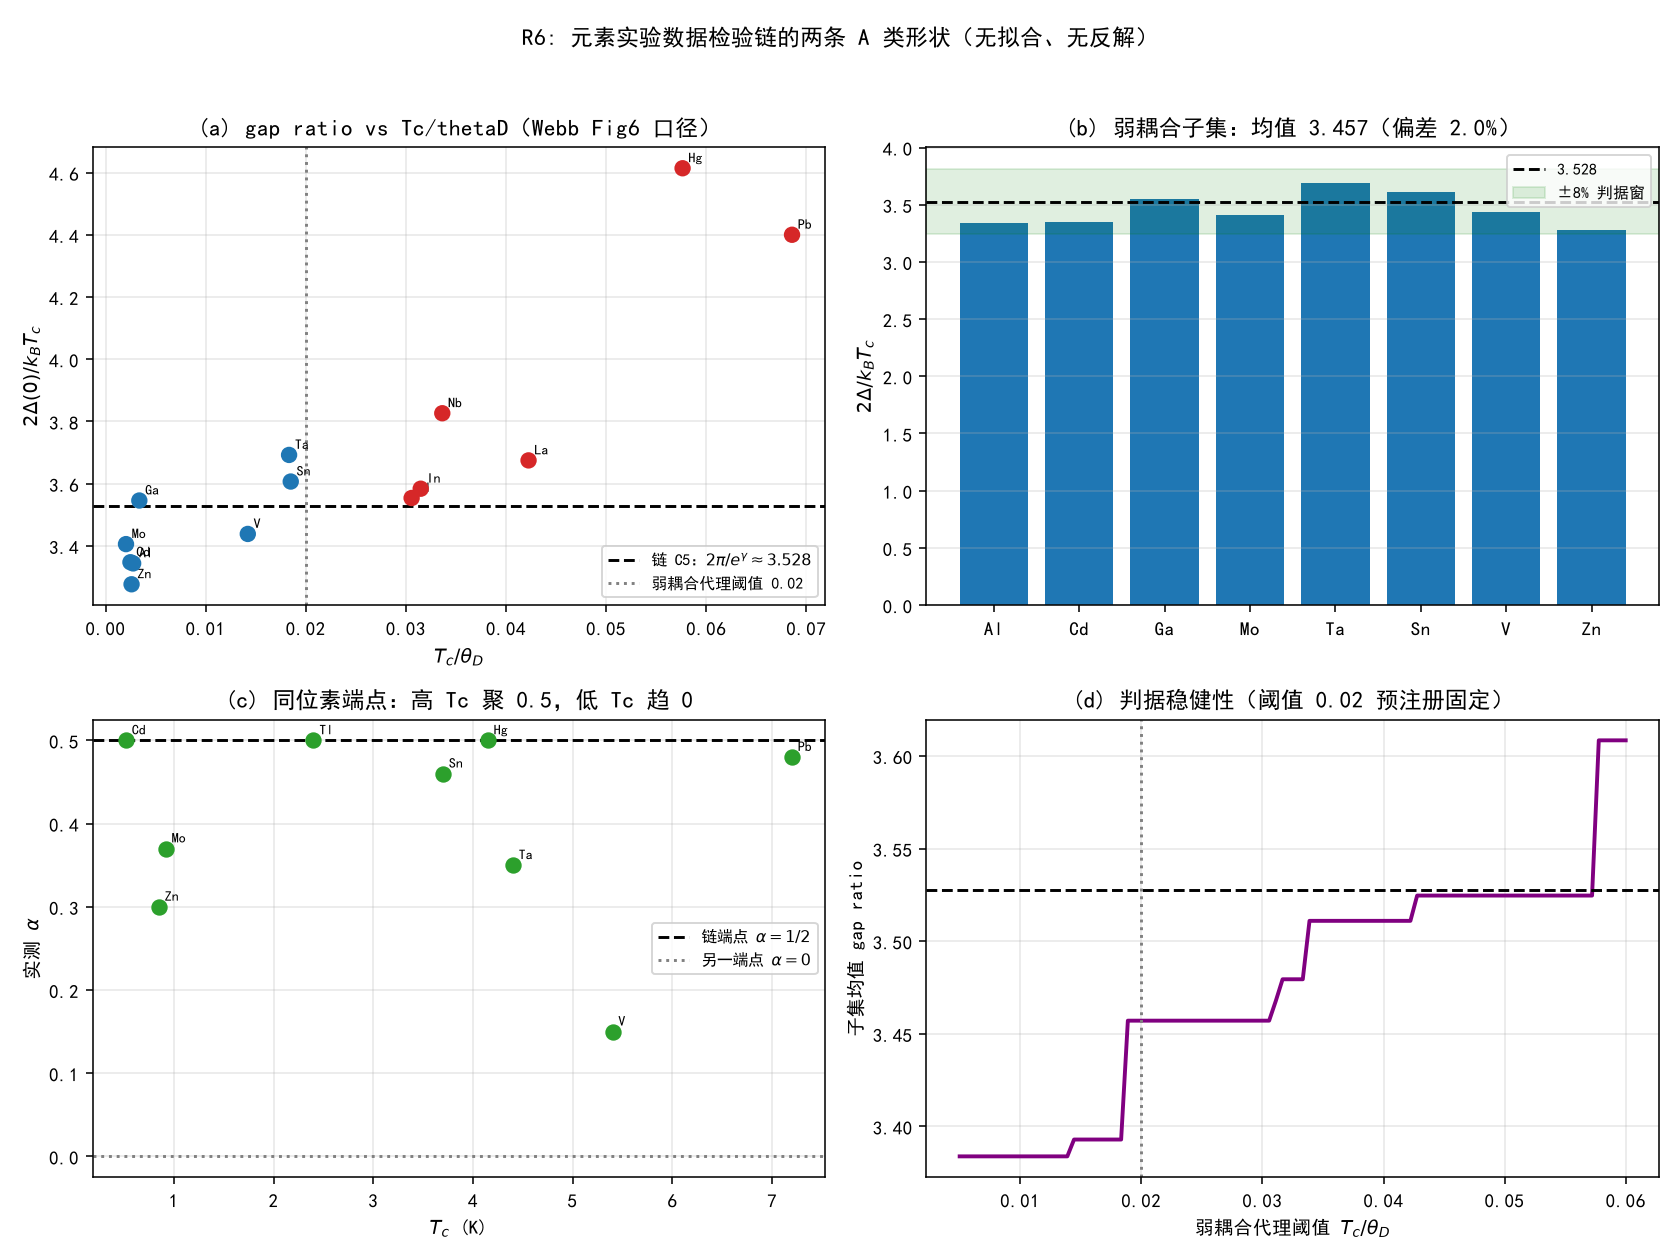 R6: 元素实验数据检验链的两条 A 类形状（无拟合、无反解）
(a) gap ratio vs Tc/thetaD（Webb Fig6 口径）
2Δ(0)/k_BT_c
4.6
4.4
4.2
4.0
3.8
3.6
3.4
Hg
Pb
Nb
La
Ta
Sn
In
Ga
V
Mo
Cd
Al
Zn
链 C5: 2π/e^γ≈3.528
弱耦合代理阈值 0.02
0.00 0.01 0.02 0.03 0.04 0.05 0.06 0.07
T_c/θ_D
(b) 弱耦合子集：均值 3.457（偏差 2.0%）
2Δ/k_BT_c
4.0
3.5
3.0
2.5
2.0
1.5
1.0
0.5
0.0
3.528
±8% 判据窗
Al Cd Ga Mo Ta Sn V Zn
(c) 同位素端点：高 Tc 聚 0.5，低 Tc 趋 0
实测 α
0.5
0.4
0.3
0.2
0.1
0.0
Cd
Tl
Hg
Pb
Sn
Mo
Ta
Zn
V
链端点 α=1/2
另一端点 α=0
1 2 3 4 5 6 7
T_c (K)
(d) 判据稳健性（阈值 0.02 预注册固定）
子集均值 gap ratio
3.60
3.55
3.50
3.45
3.40
0.01 0.02 0.03 0.04 0.05 0.06
弱耦合代理阈值 T_c/θ_D